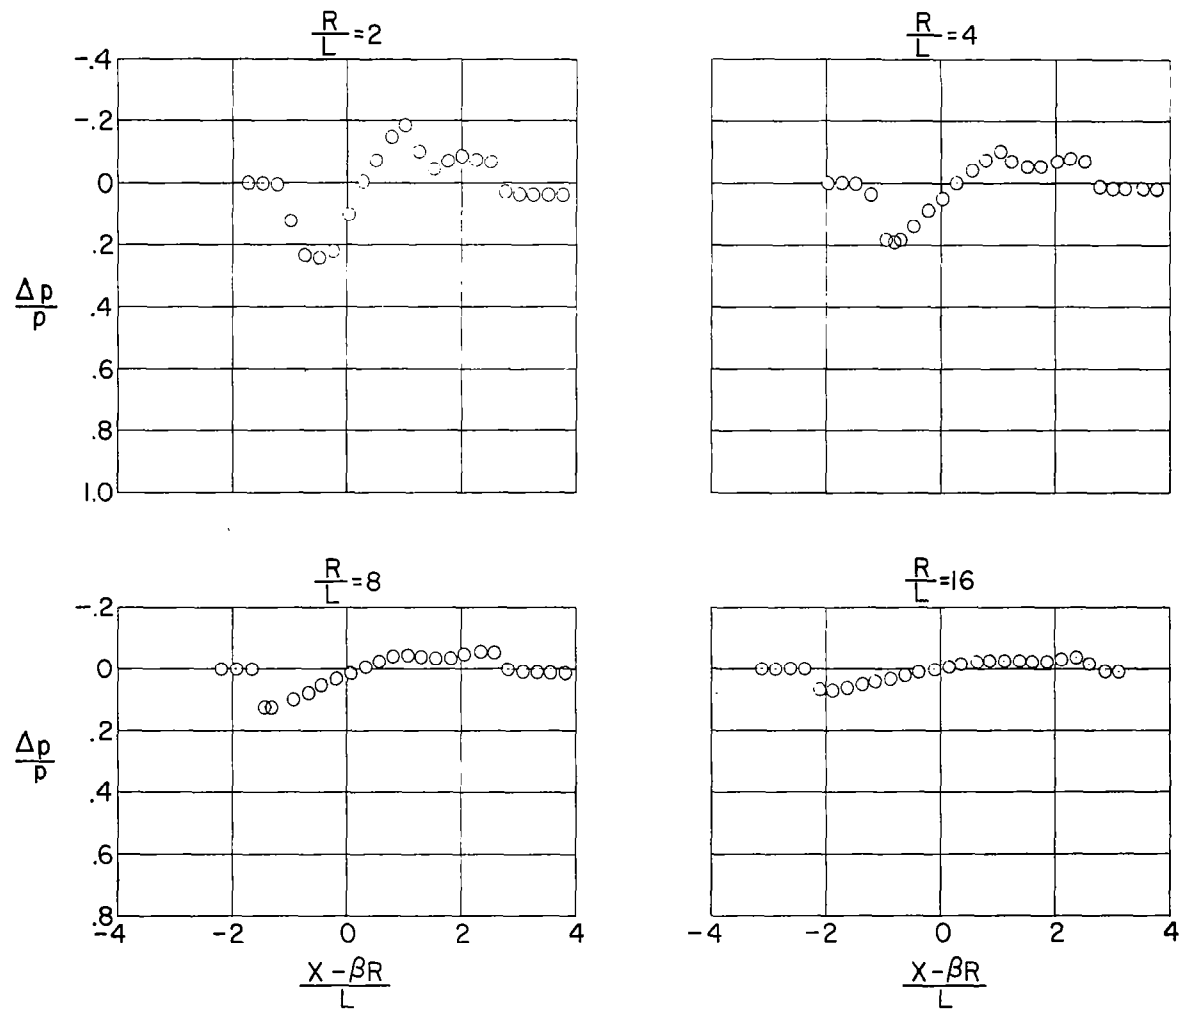 R/L = 2
R/L = 4
-.4
-.2
0
.2
.4
.6
.8
1.0
Δp/p
R/L = 8
R/L = 16
-.2
0
.2
.4
.6
.8
Δp/p
-4 -2 0 2 4
-4 -2 0 2 4
X - βR / L
X - βR / L